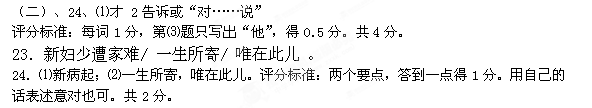 （二）、24、⑴才 2 告诉或“对……说”
评分标准：每词 1 分，第⑶题只写出“他”，得 0.5 分。共 4 分。
23．新妇少遭家难/ 一生所寄/ 唯在此儿 。
24．⑴新病起；⑵一生所寄，唯在此儿。评分标准：两个要点，答到一点得 1 分。用自己的
话表述意对也可。共 2 分。